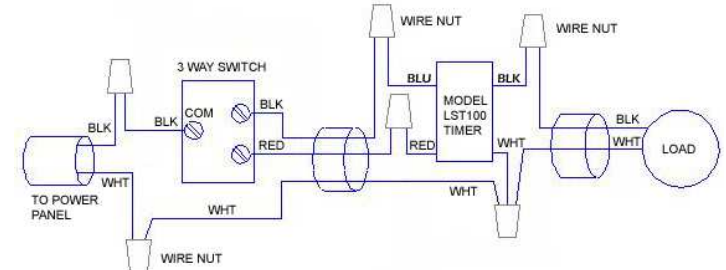 WIRE NUT
WIRE NUT
3 WAY SWITCH
BLU
BLK
COM
BLK
MODEL
LST100
TIMER
BLK
BLK
RED
RED
WHT
WHT
LOAD
WHT
WHT
TO POWER
PANEL
WHT
WIRE NUT